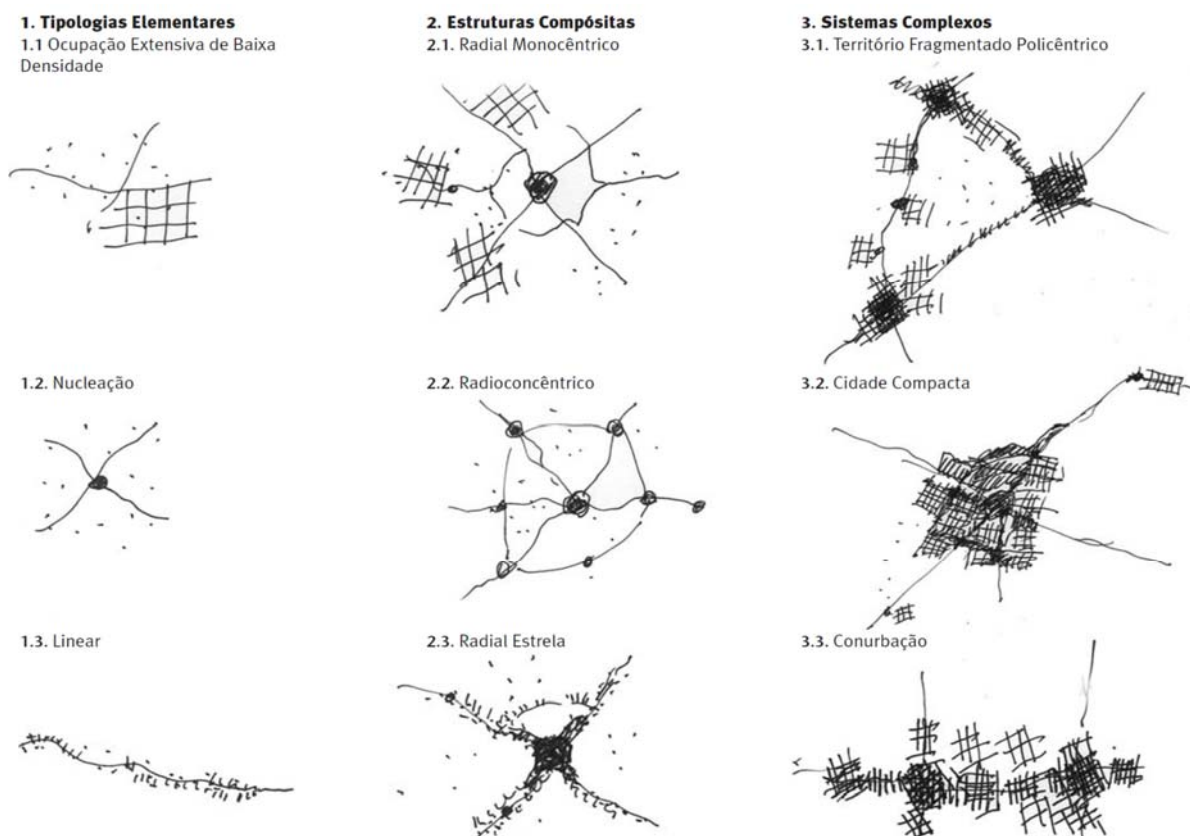 1. Tipologias Elementares
1.1 Ocupação Extensiva de Baixa
Densidade
1.2. Nucleação
1.3. Linear
2. Estruturas Compósitas
2.1. Radial Monocêntrico
2.2. Radioconcêntrico
2.3. Radial Estrela
3. Sistemas Complexos
3.1. Território Fragmentado Policêntrico
3.2. Cidade Compacta
3.3. Conurbação